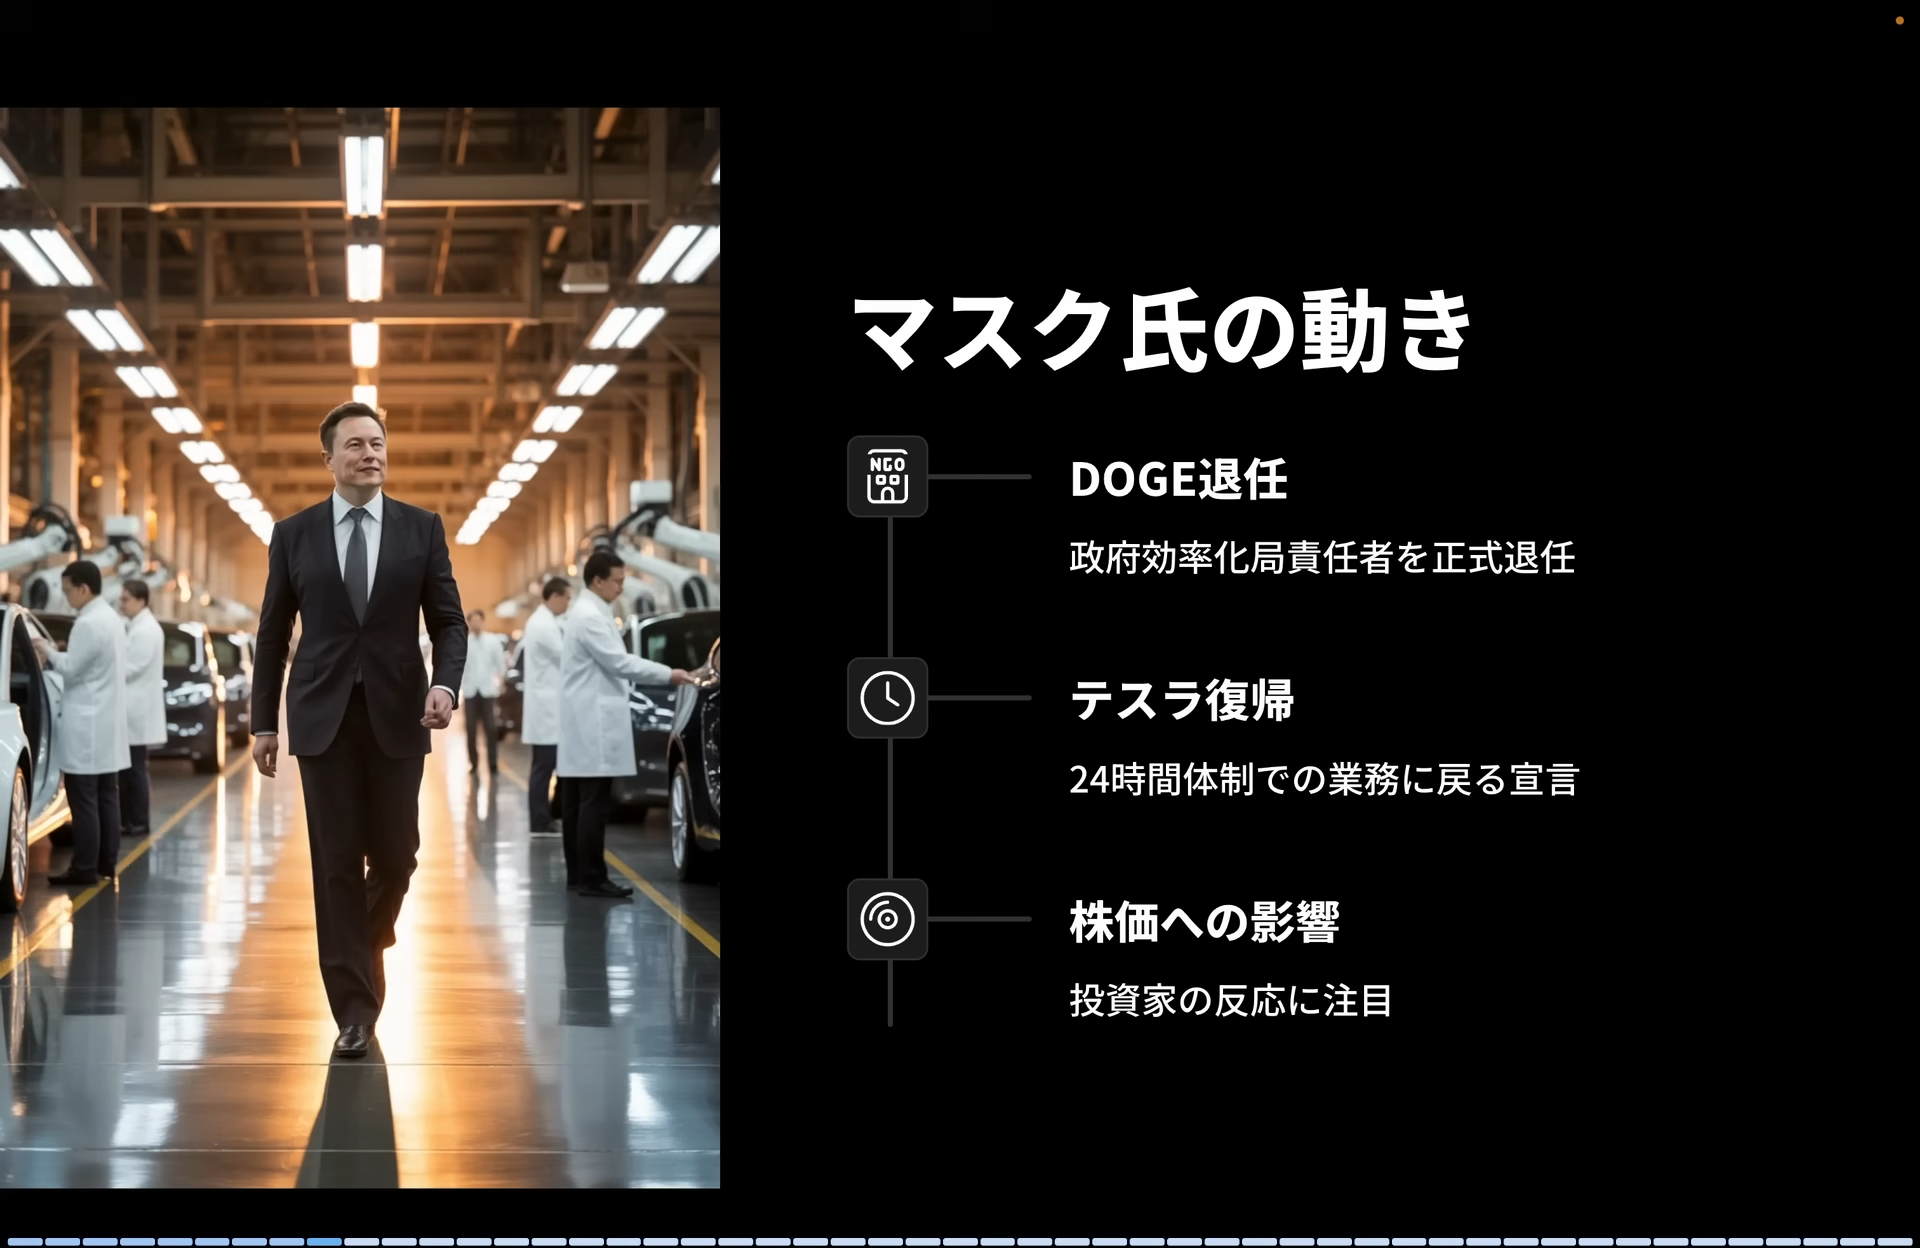 マスク氏の動き
NGO
DOGE退任
政府効率化局責任者を正式退任
テスラ復帰
24時間体制での業務に戻る宣言
株価への影響
投資家の反応に注目